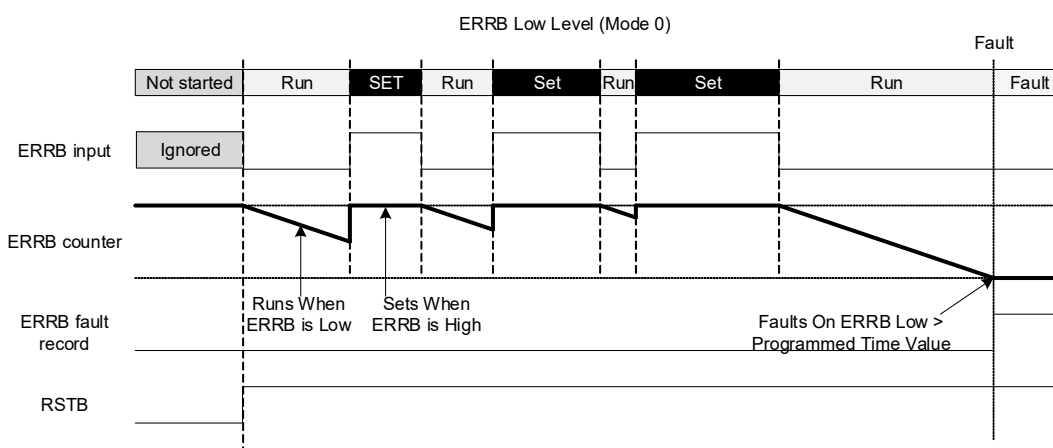 ERRB Low Level (Mode 0)
Fault
Not started Run SET Run Set Run Set Run Fault
ERRB input
Ignored
ERRB counter
Runs When
ERRB is Low
Sets When
ERRB is High
Faults On ERRB Low >
Programmed Time Value
ERRB fault
record
RSTB